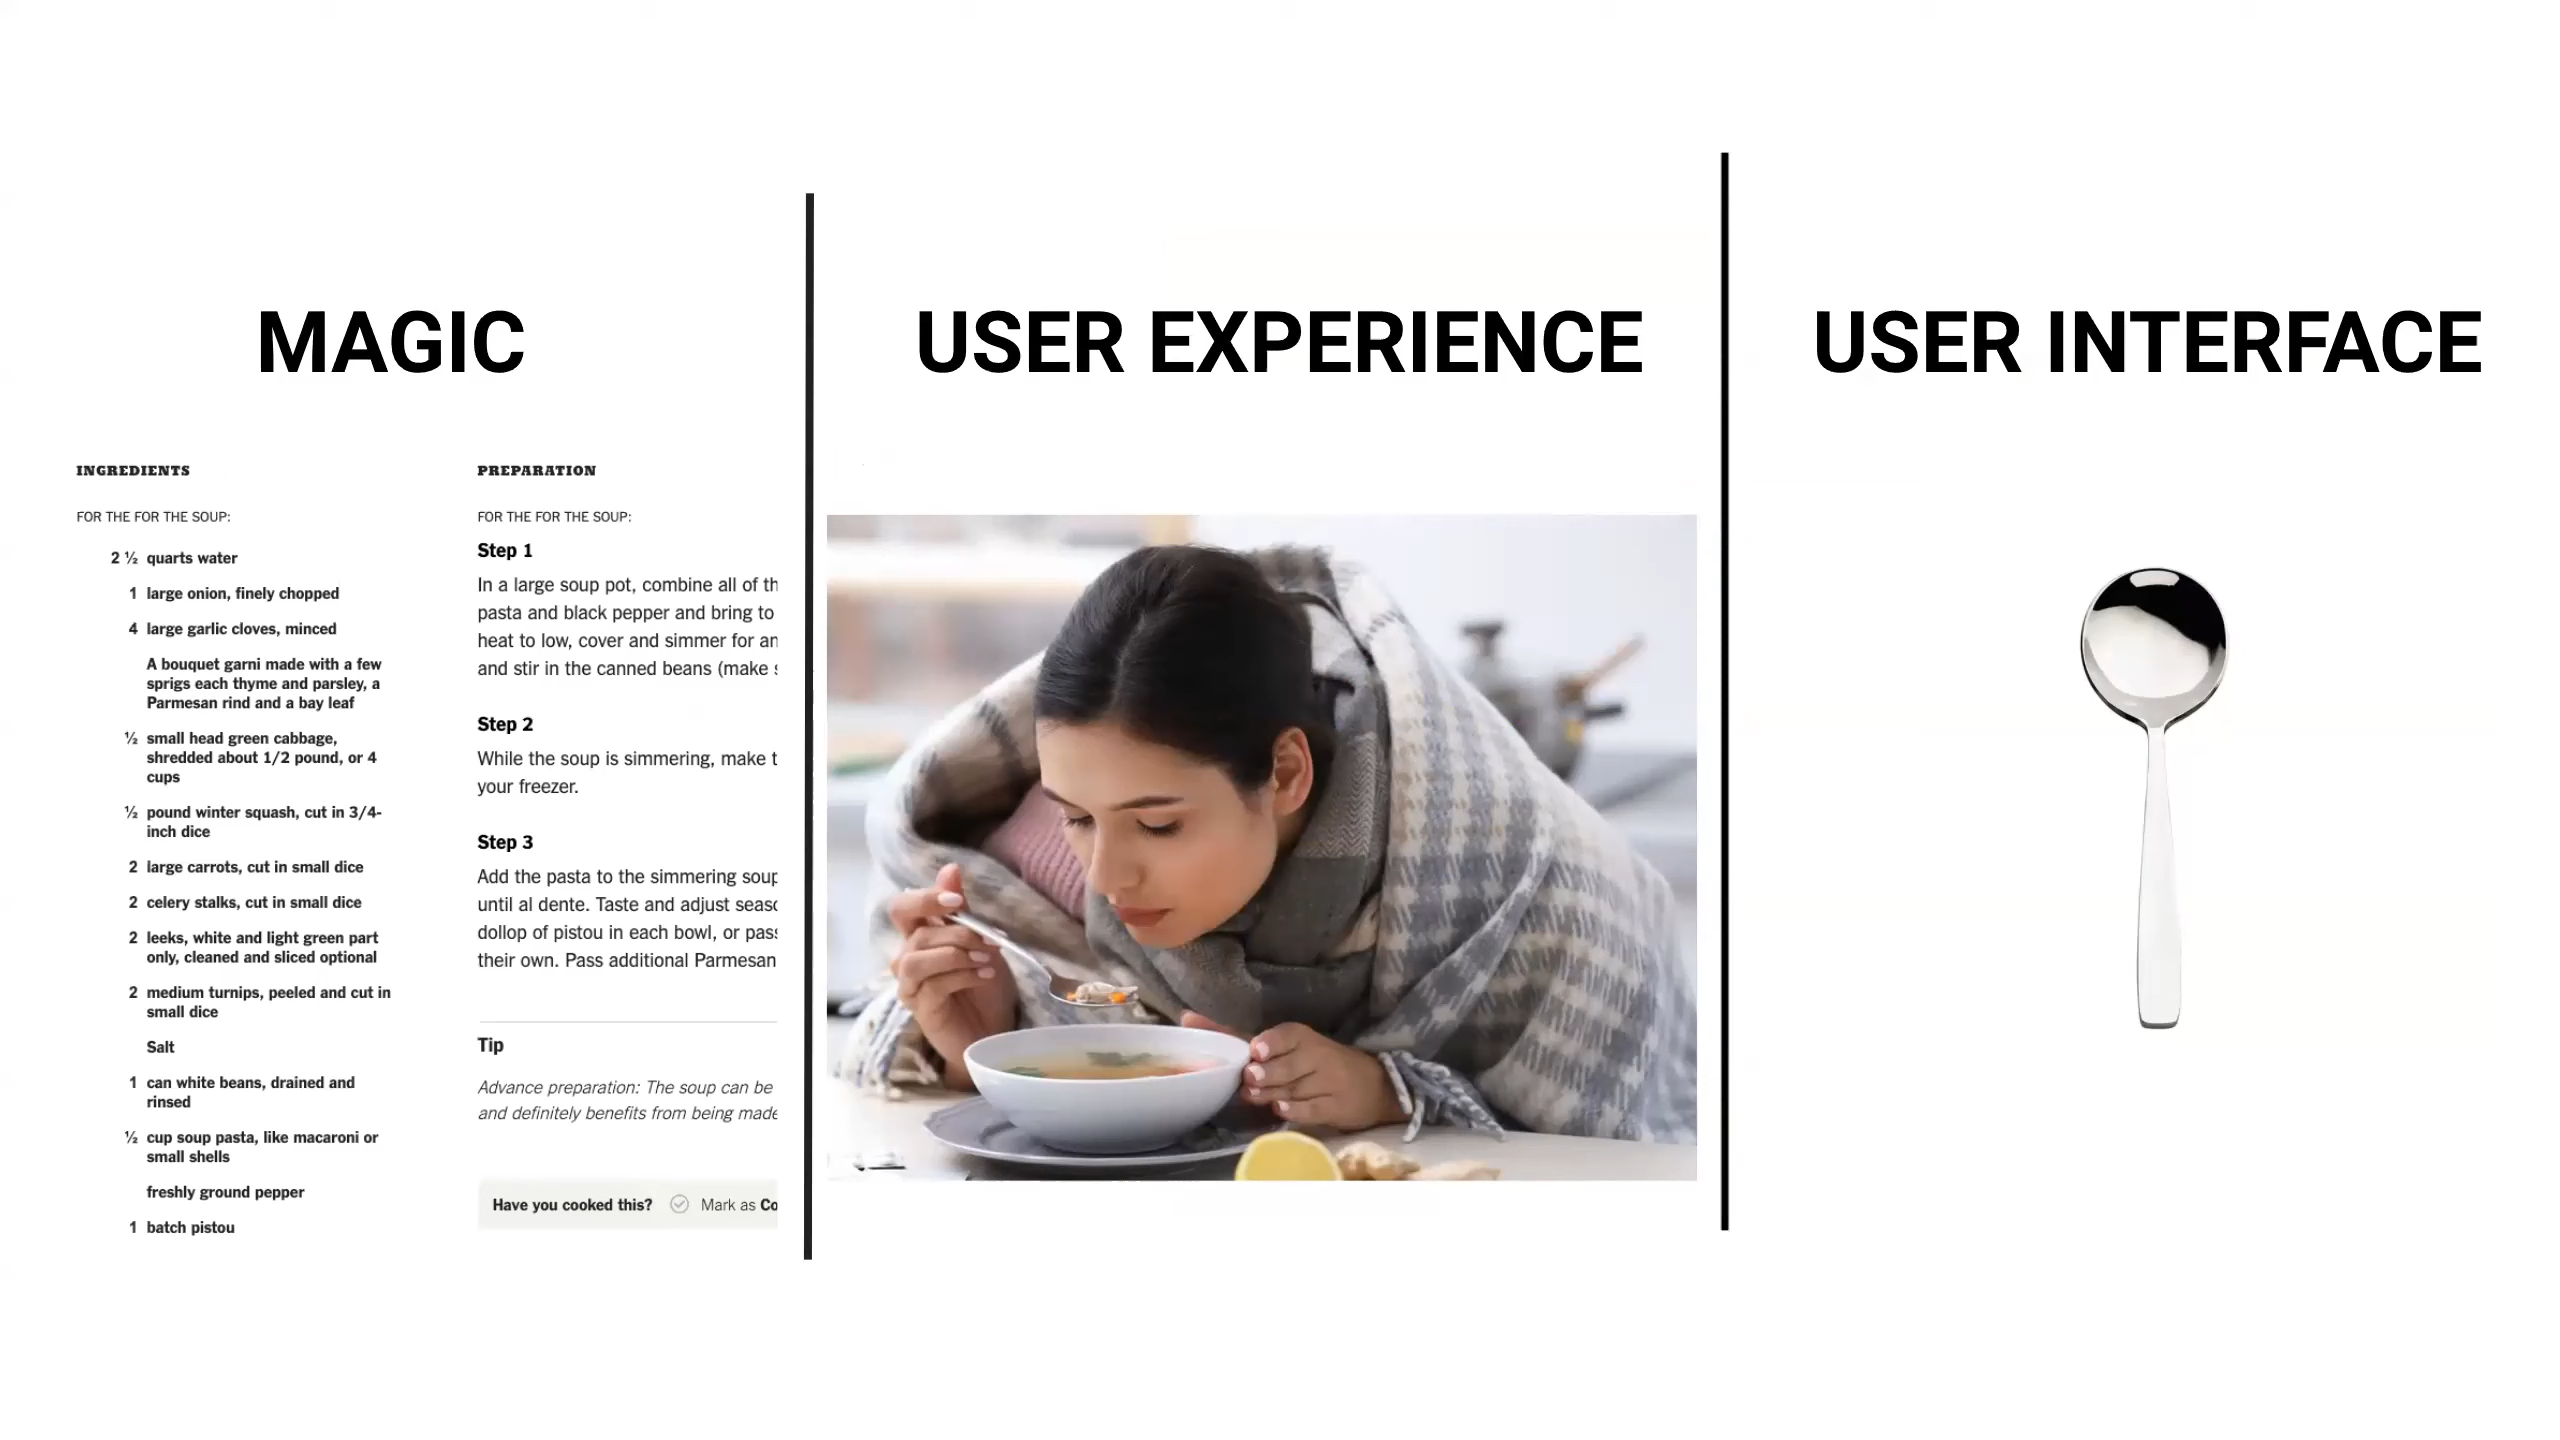 MAGIC
USER EXPERIENCE
USER INTERFACE
INGREDIENTS
FOR THE FOR THE SOUP:
2 ½ quarts water
1 large onion, finely chopped
4 large garlic cloves, minced
A bouquet garni made with a few
sprigs each thyme and parsley, a
Parmesan rind and a bay leaf
½ small head green cabbage,
shredded about 1/2 pound, or 4
cups
½ pound winter squash, cut in 3/4-
inch dice
2 large carrots, cut in small dice
2 celery stalks, cut in small dice
2 leeks, white and light green part
only, cleaned and sliced optional
2 medium turnips, peeled and cut in
small dice
Salt
1 can white beans, drained and
rinsed
½ cup soup pasta, like macaroni or
small shells
freshly ground pepper
1 batch pistou
PREPARATION
FOR THE FOR THE SOUP:
Step 1
In a large soup pot, combine all of th
pasta and black pepper and bring to
heat to low, cover and simmer for an
and stir in the canned beans (make s
Step 2
While the soup is simmering, make t
your freezer.
Step 3
Add the pasta to the simmering soup
until al dente. Taste and adjust seaso
dollop of pistou in each bowl, or pass
their own. Pass additional Parmesan
Tip
Advance preparation: The soup can be
and definitely benefits from being made
Have you cooked this? Mark as Co